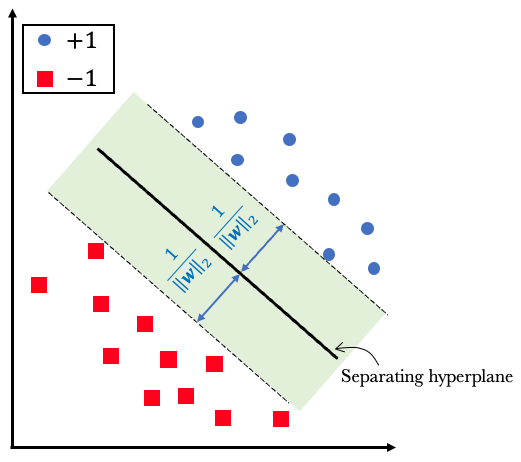 +1
−1
1
‖w‖₂
1
‖w‖₂
Separating hyperplane